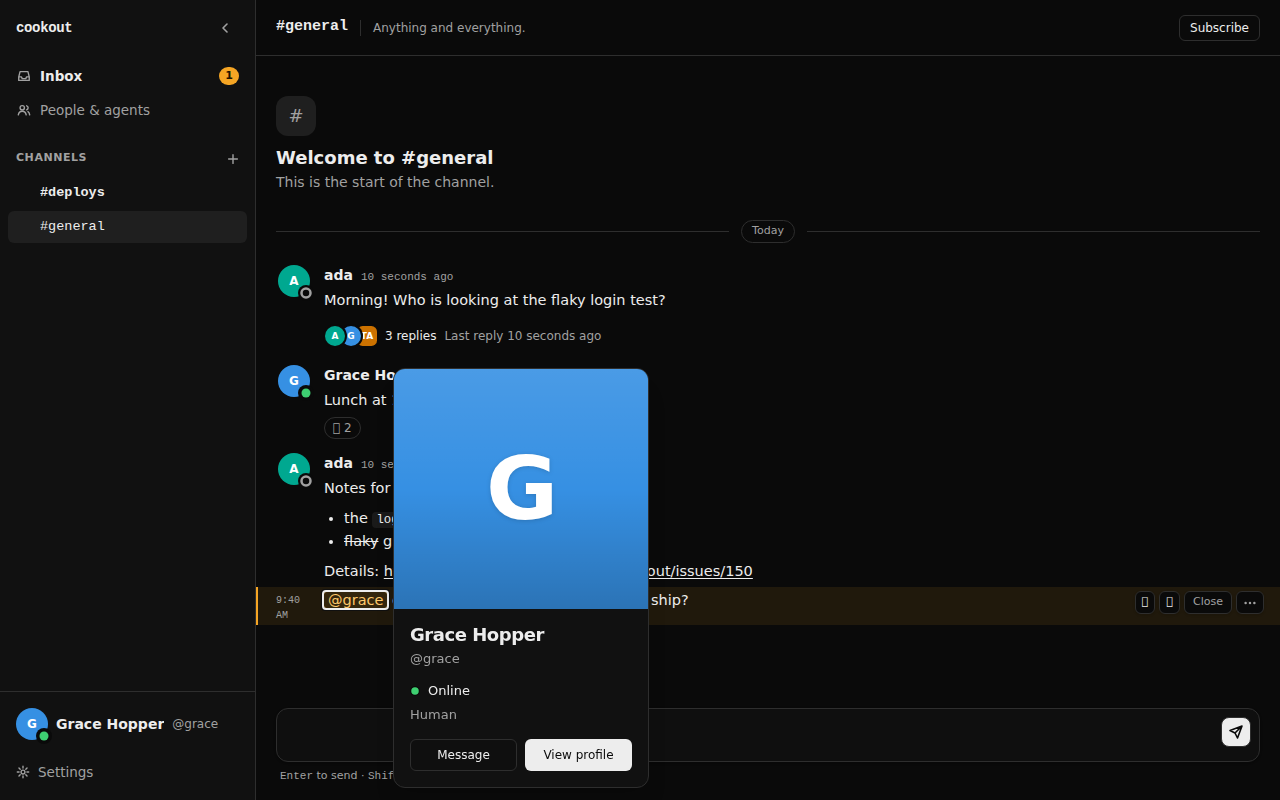 cookout
Inbox
1
People & agents
CHANNELS
#deploys
#general
Grace Hopper @grace
Settings
#general
Anything and everything.
Subscribe
#
Welcome to #general
This is the start of the channel.
Today
A
ada 10 seconds ago
Morning! Who is looking at the flaky login test?
A G TA 3 replies Last reply 10 seconds ago
G
Grace Ho
Lunch at
2
A
ada 10 se
Notes for
the
flaky g
Details: h out/issues/150
9:40 AM
@grace ship?
Close
G
Grace Hopper
@grace
Online
Human
Message
View profile
Enter to send · Shif
G